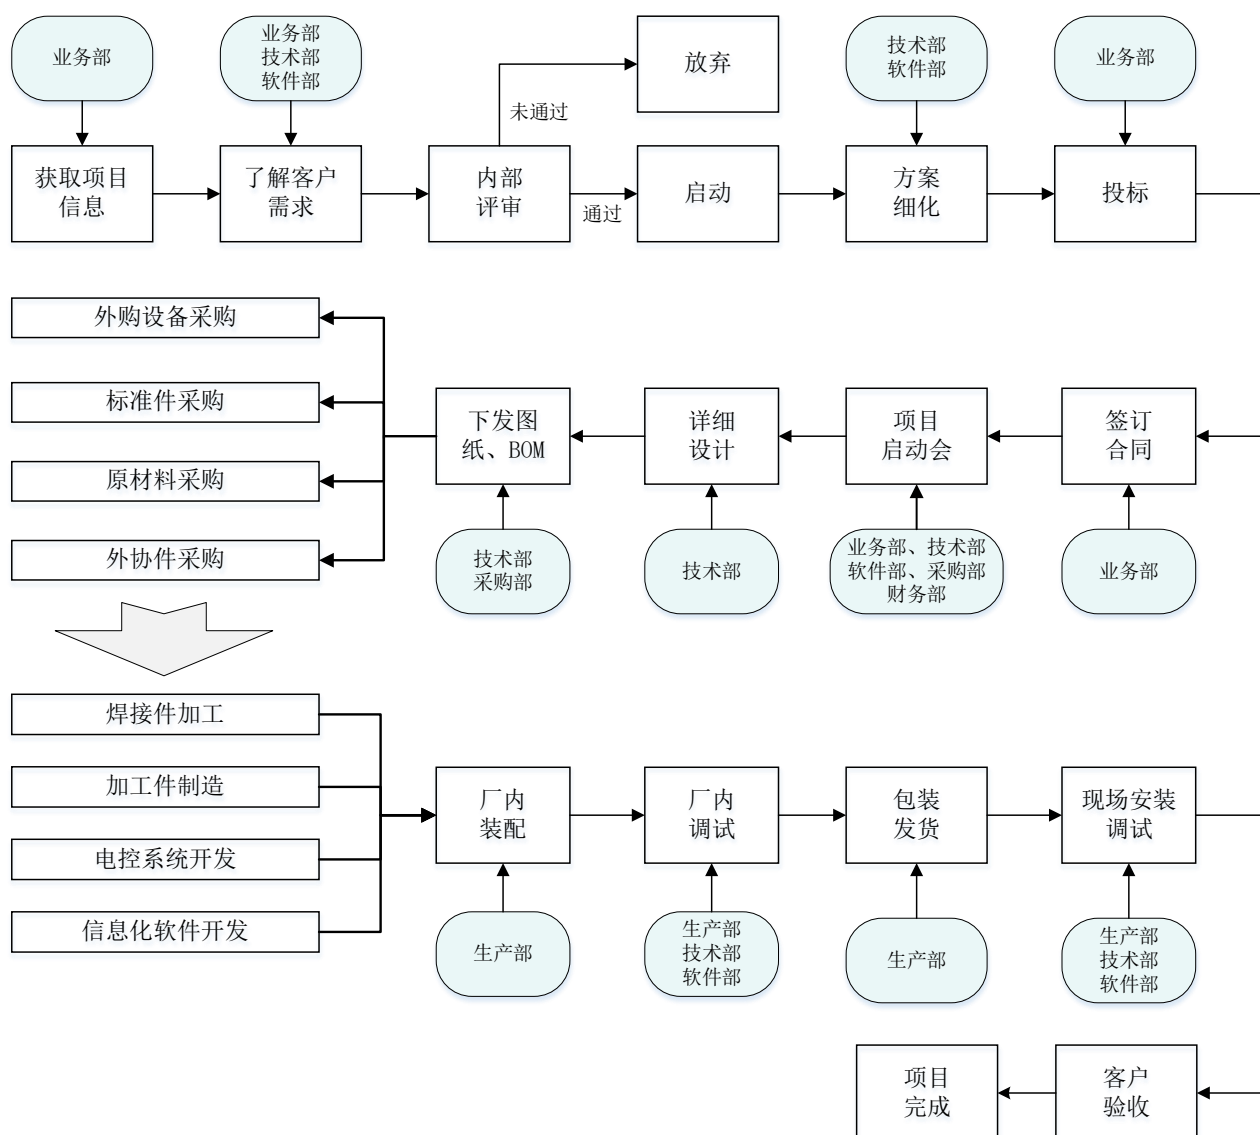 业务部
业务部
技术部
软件部
放弃
技术部
软件部
业务部
未通过
获取项目
信息
了解客户
需求
内部
评审
通过
启动
方案
细化
投标
外购设备采购
标准件采购
原材料采购
外协件采购
下发图
纸、BOM
详细
设计
项目
启动会
签订
合同
技术部
采购部
技术部
业务部、技术部
软件部、采购部
财务部
业务部
焊接件加工
加工件制造
电控系统开发
信息化软件开发
厂内
装配
厂内
调试
包装
发货
现场安装
调试
生产部
生产部
技术部
软件部
生产部
生产部
技术部
软件部
项目
完成
客户
验收